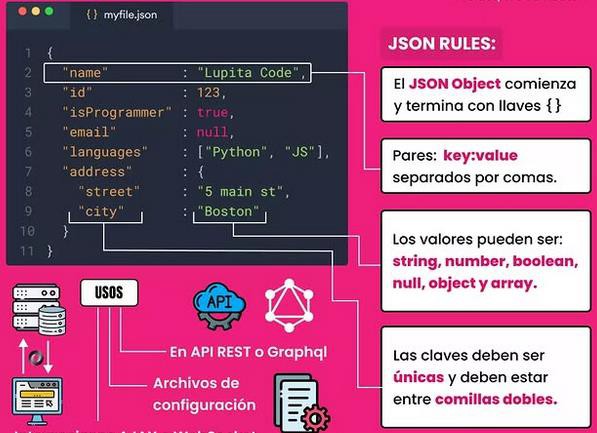 myfile.json
JSON RULES:
1 {
2 "name" : "Lupita Code",
3 "id" : 123,
4 "isProgrammer" : true,
5 "email" : null,
6 "languages" : ["Python", "JS"],
7 "address" : {
8 "street" : "5 main st",
9 "city" : "Boston"
10 }
11 }
El JSON Object comienza
y termina con llaves {}
Pares: key:value
separados por comas.
Los valores pueden ser:
string, number, boolean,
null, object y array.
Las claves deben ser
únicas y deben estar
entre comillas dobles.
USOS
API
En API REST o Graphql
Archivos de
configuración